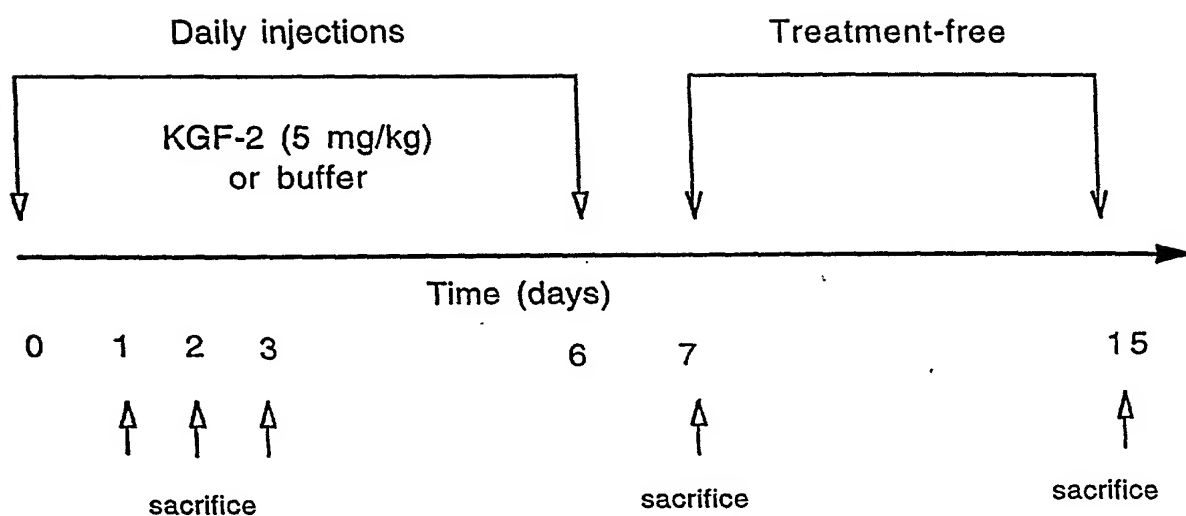 Daily injections
Treatment-free
KGF-2 (5 mg/kg)
or buffer
Time (days)
0 1 2 3 6 7 15
sacrifice sacrifice sacrifice